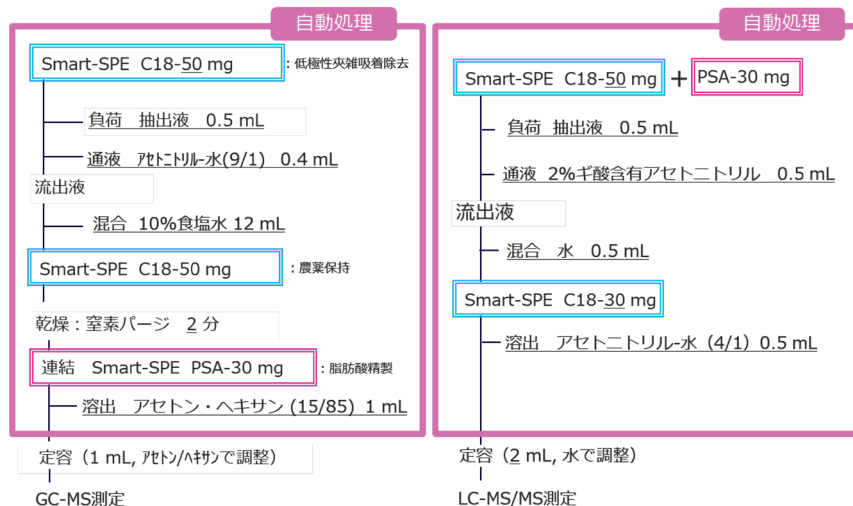 自動処理
Smart-SPE C18-50 mg ：低極性夾雑吸着除去
負荷 抽出液 0.5 mL
通液 ｱｾﾄﾆﾄﾘﾙ-水(9/1) 0.4 mL
流出液
混合 10%食塩水 12 mL
Smart-SPE C18-50 mg ：農薬保持
乾燥：窒素パージ 2 分
連結 Smart-SPE PSA-30 mg ：脂肪酸精製
溶出 アセトン・ヘキサン (15/85) 1 mL
定容（1 mL, ｱｾﾄﾝ/ﾍｷｻﾝで調整）
GC-MS測定
自動処理
Smart-SPE C18-50 mg + PSA-30 mg
負荷 抽出液 0.5 mL
通液 2%ギ酸含有アセトニトリル 0.5 mL
流出液
混合 水 0.5 mL
Smart-SPE C18-30 mg
溶出 アセトニトリル-水（4/1）0.5 mL
定容（2 mL, 水で調整）
LC-MS/MS測定